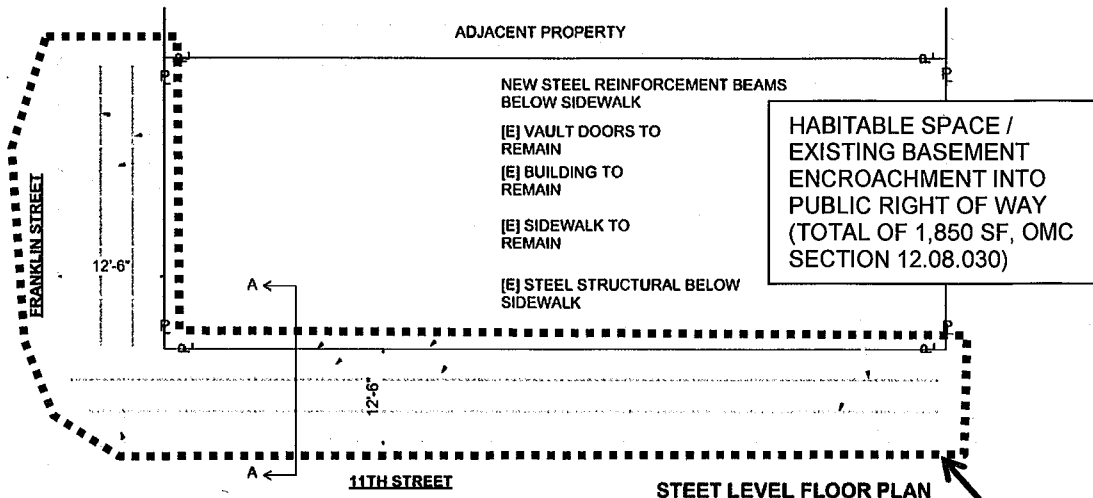 ADJACENT PROPERTY
NEW STEEL REINFORCEMENT BEAMS
BELOW SIDEWALK
[E] VAULT DOORS TO
REMAIN
[E] BUILDING TO
REMAIN
[E] SIDEWALK TO
REMAIN
[E] STEEL STRUCTURAL BELOW
SIDEWALK
HABITABLE SPACE /
EXISTING BASEMENT
ENCROACHMENT INTO
PUBLIC RIGHT OF WAY
(TOTAL OF 1,850 SF, OMC
SECTION 12.08.030)
FRANKLIN STREET
12'-6"
A
12'-6"
A
11TH STREET
STEET LEVEL FLOOR PLAN